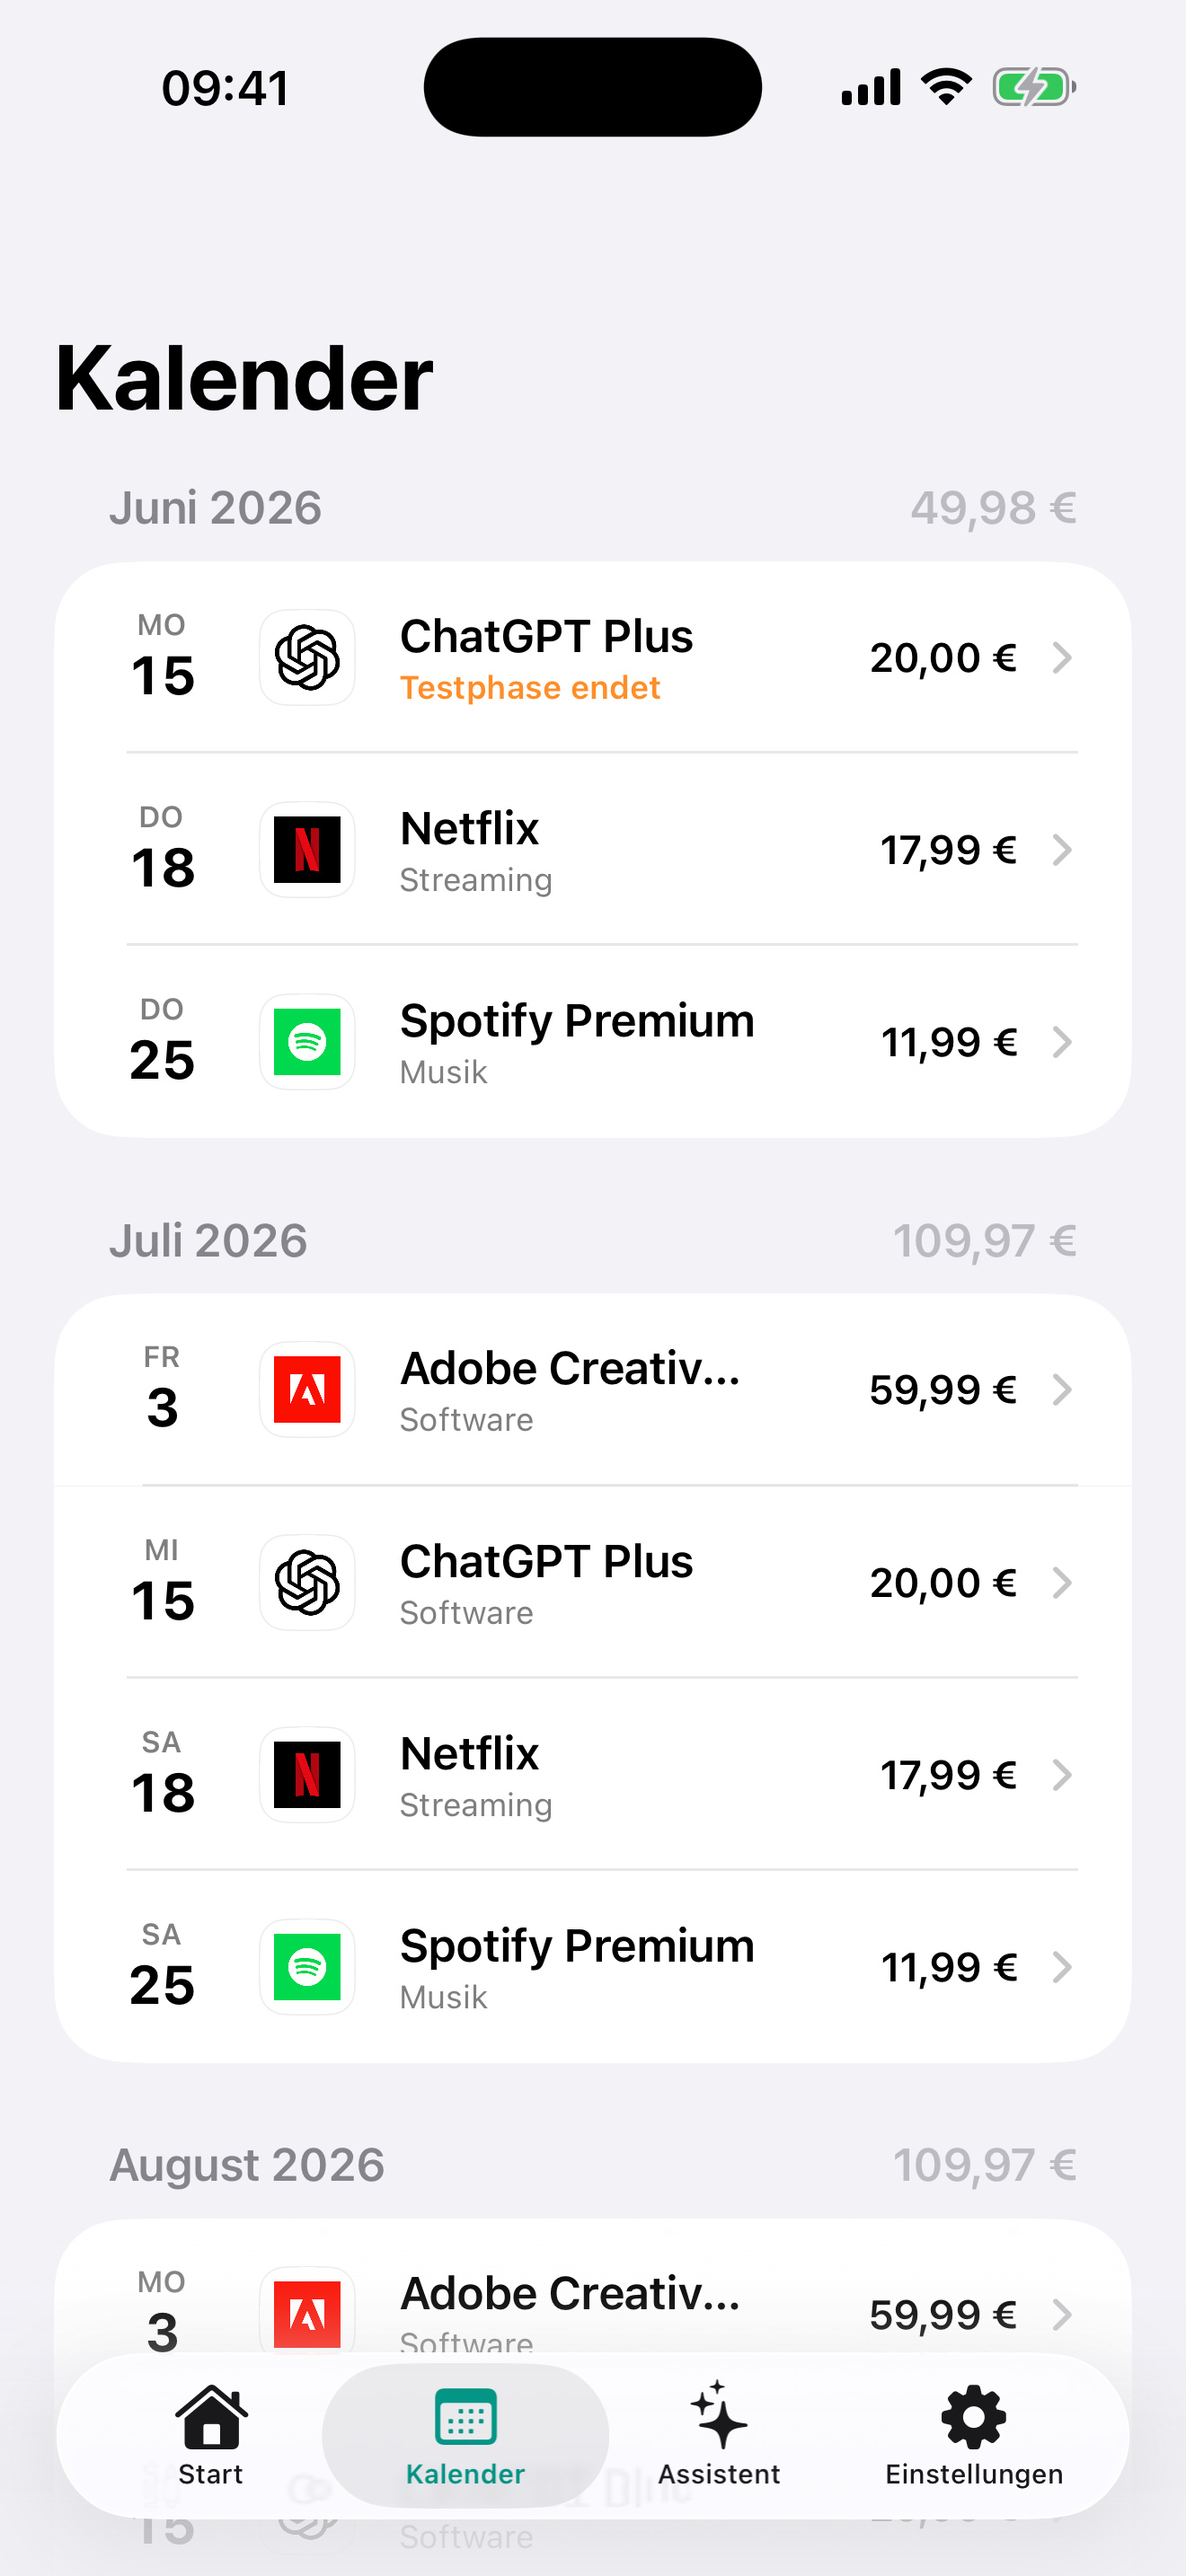 09:41
Kalender
Juni 2026 49,98 €
MO
15
ChatGPT Plus
Testphase endet
20,00 €
DO
18
Netflix
Streaming
17,99 €
DO
25
Spotify Premium
Musik
11,99 €
Juli 2026 109,97 €
FR
3
Adobe Creativ...
Software
59,99 €
MI
15
ChatGPT Plus
Software
20,00 €
SA
18
Netflix
Streaming
17,99 €
SA
25
Spotify Premium
Musik
11,99 €
August 2026 109,97 €
MO
3
Adobe Creativ...
Software
59,99 €
Start
Kalender
Assistent
Einstellungen
15
Software